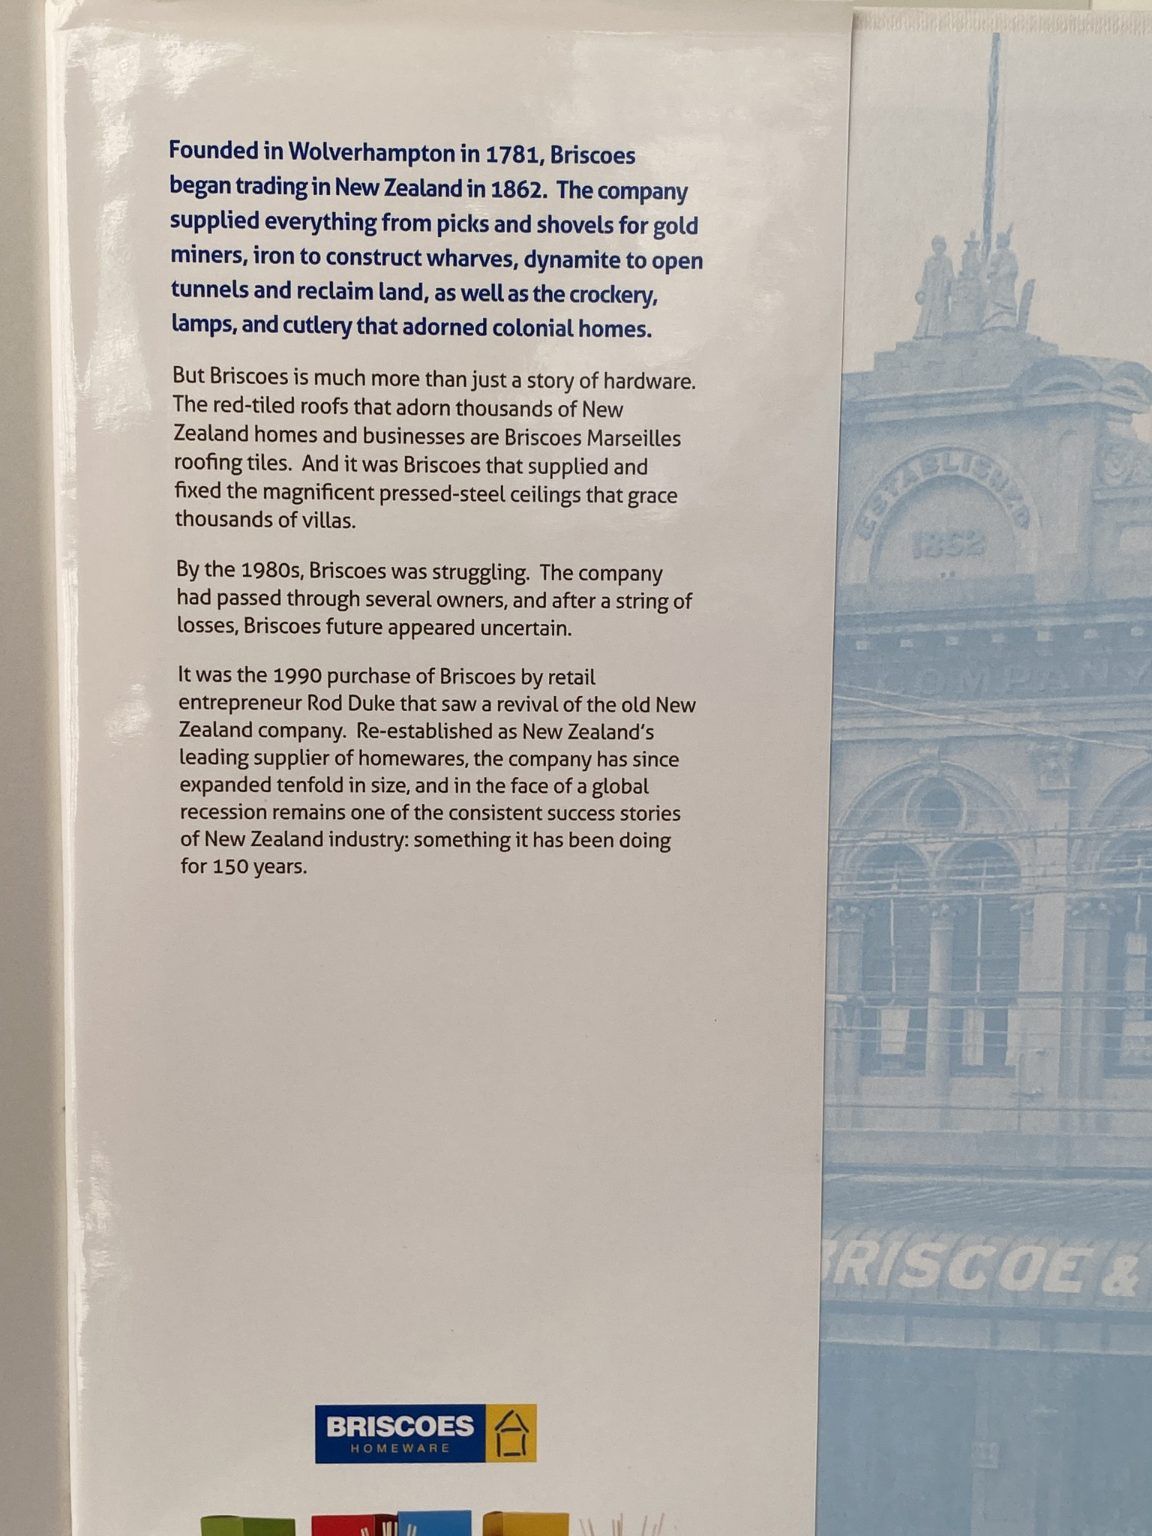 Founded in Wolverhampton in 1781, Briscoes
began trading in New Zealand in 1862.  The company
supplied everything from picks and shovels for gold
miners, iron to construct wharves, dynamite to open
tunnels and reclaim land, as well as the crockery,
lamps, and cutlery that adorned colonial homes.
But Briscoes is much more than just a story of hardware.
The red-tiled roofs that adorn thousands of New
Zealand homes and businesses are Briscoes Marseilles
roofing tiles.  And it was Briscoes that supplied and
fixed the magnificent pressed-steel ceilings that grace
thousands of villas.
By the 1980s, Briscoes was struggling.  The company
had passed through several owners, and after a string of
losses, Briscoes future appeared uncertain.
It was the 1990 purchase of Briscoes by retail
entrepreneur Rod Duke that saw a revival of the old New
Zealand company.  Re-established as New Zealand's
leading supplier of homewares, the company has since
expanded tenfold in size, and in the face of a global
recession remains one of the consistent success stories
of New Zealand industry: something it has been doing
for 150 years.
BRISCOES
HOMEWARE
ESTABLISHED
1862
COMPANY
BRISCOE &